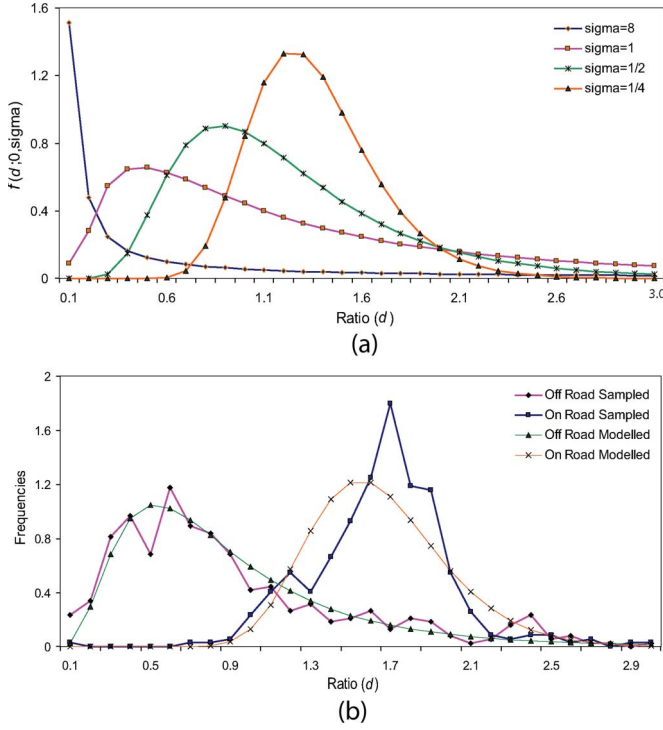 1.6
1.2
0.8
0.4
0
f(d;0,sigma)
sigma=8
sigma=1
sigma=1/2
sigma=1/4
0.1 0.6 1.1 1.6 2.1 2.6 3.0
Ratio (d)
(a)
2
1.6
1.2
0.8
0.4
0
Frequencies
Off Road Sampled
On Road Sampled
Off Road Modelled
On Road Modelled
0.1 0.5 0.9 1.3 1.7 2.1 2.5 2.9
Ratio (d)
(b)